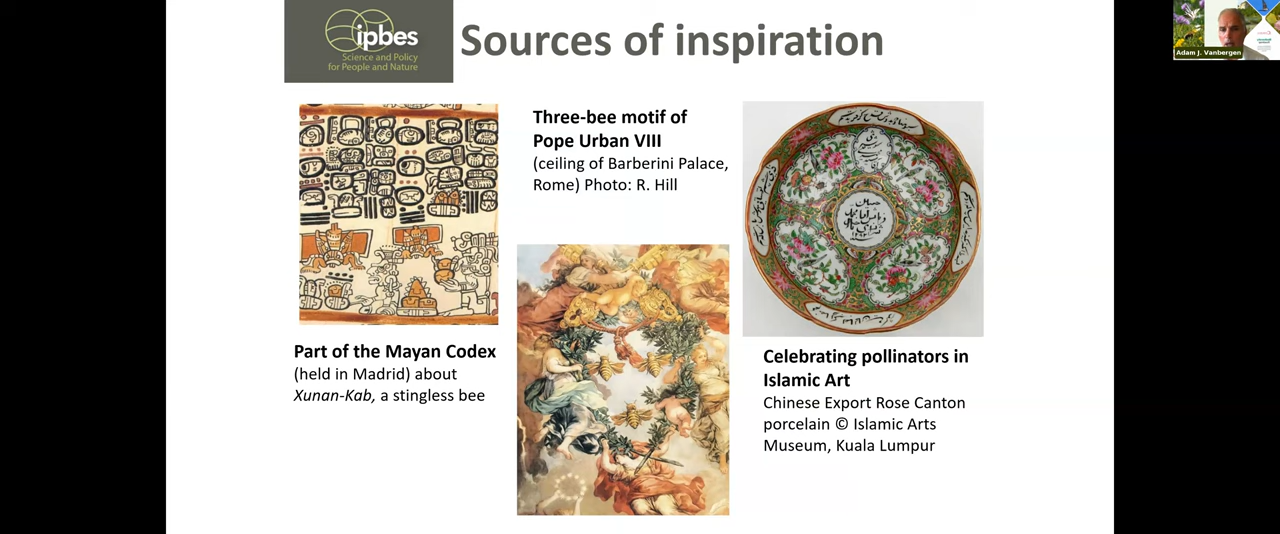 ipbes
Science and Policy
for People and Nature
Sources of inspiration
Adam J. Vanbergen
Three-bee motif of
Pope Urban VIII
(ceiling of Barberini Palace,
Rome) Photo: R. Hill
Part of the Mayan Codex
(held in Madrid) about
Xunan-Kab, a stingless bee
Celebrating pollinators in
Islamic Art
Chinese Export Rose Canton
porcelain © Islamic Arts
Museum, Kuala Lumpur